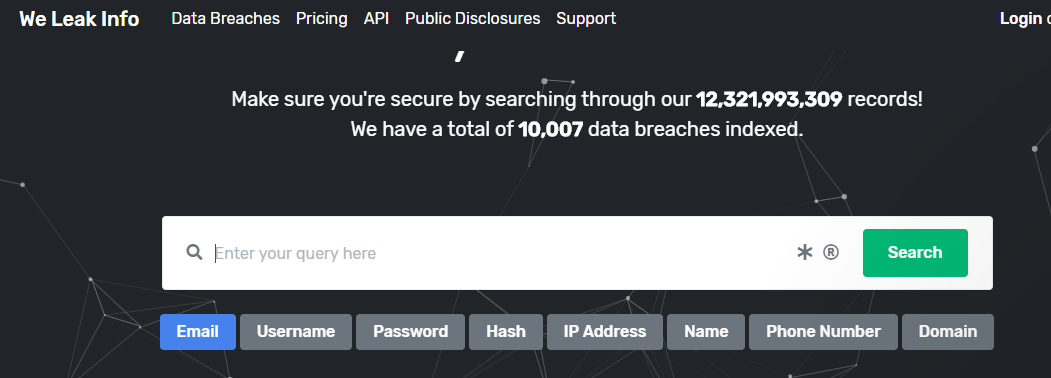 We Leak Info Data Breaches Pricing API Public Disclosures Support Login
Make sure you're secure by searching through our 12,321,993,309 records!
We have a total of 10,007 data breaches indexed.
Enter your query here ® Search
Email Username Password Hash IP Address Name Phone Number Domain